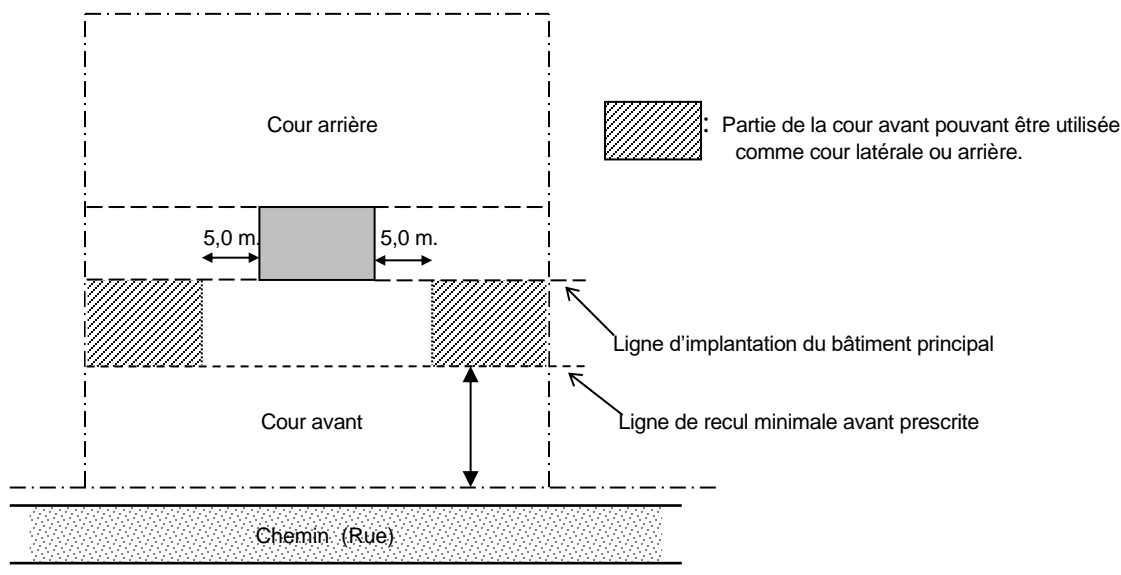 Cour arrière
: Partie de la cour avant pouvant être utilisée
comme cour latérale ou arrière.
5,0 m.
5,0 m.
Ligne d'implantation du bâtiment principal
Cour avant
Ligne de recul minimale avant prescrite
Chemin (Rue)